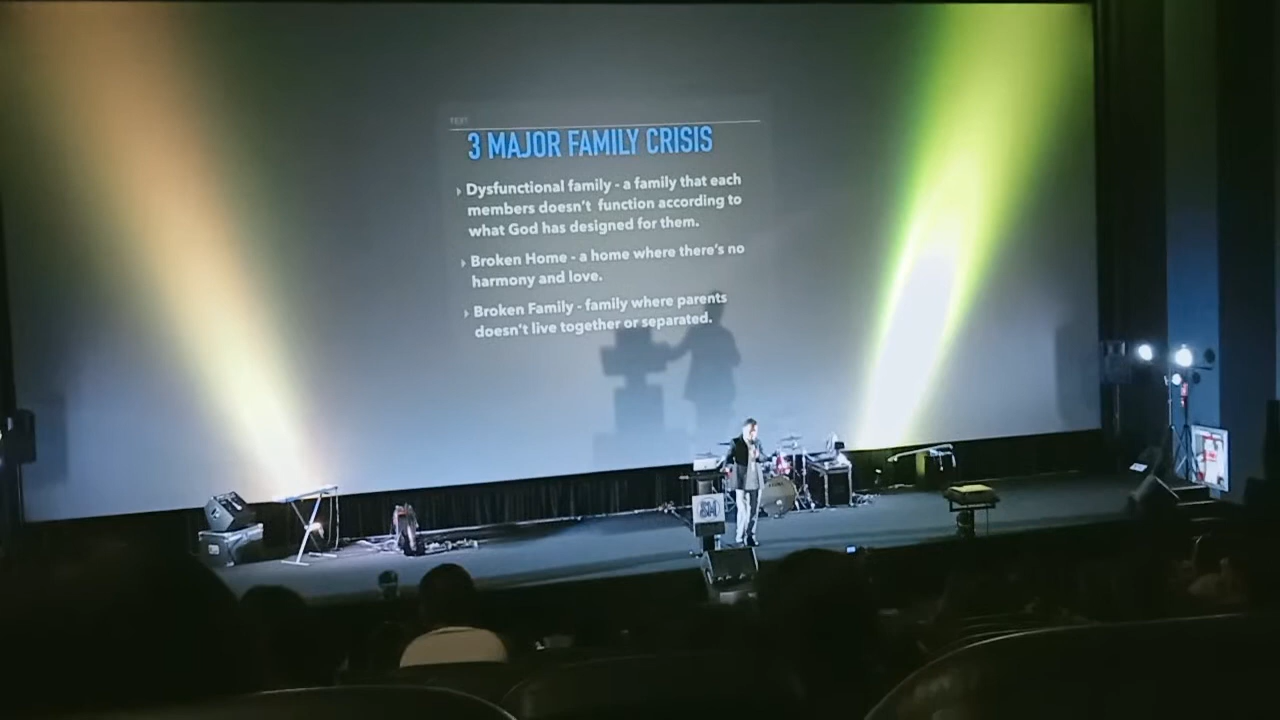 TEXT
3 MAJOR FAMILY CRISIS
Dysfunctional family - a family that each
members doesn't function according to
what God has designed for them.
Broken Home - a home where there's no
harmony and love.
Broken Family - family where parents
doesn't live together or separated.
SM